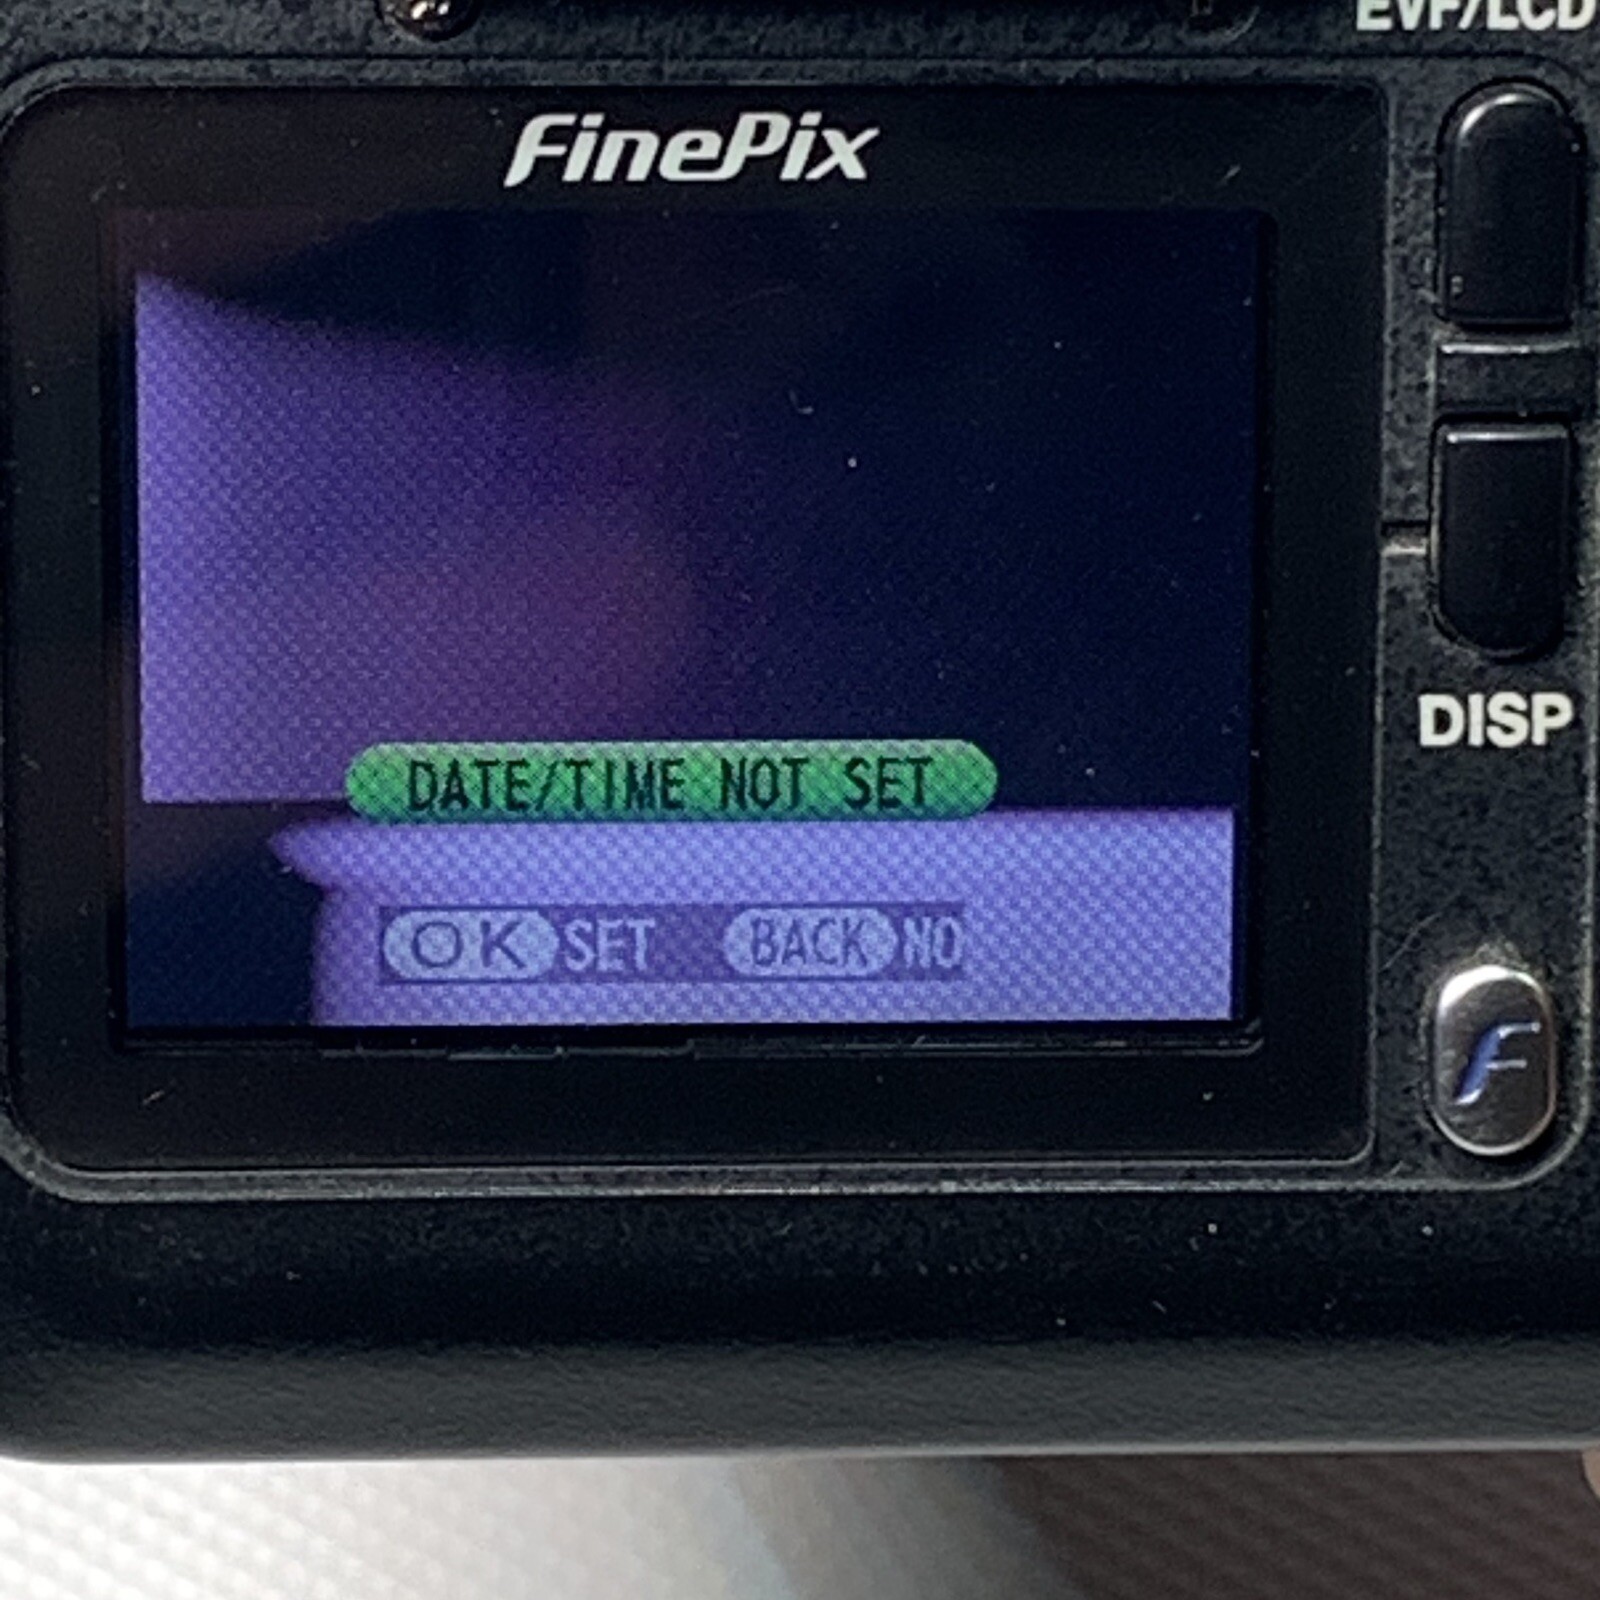 EVF/LCD
FinePix
DATE/TIME NOT SET
DISP
OK SET BACK NO
F